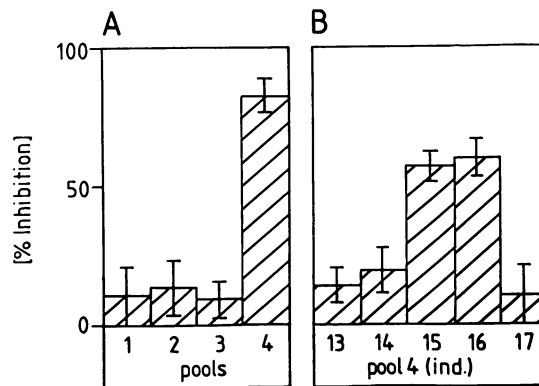 A B
[% Inhibition]
100
50
0
1 2 3 4
pools
13 14 15 16 17
pool 4 (ind.)